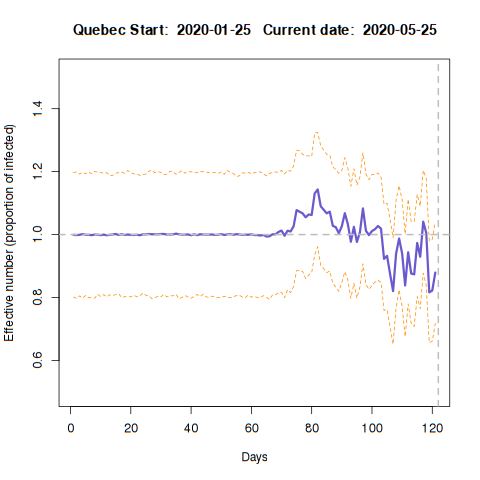 Quebec Start: 2020-01-25 Current date: 2020-05-25
Effective number (proportion of infected)
1.4
1.2
1.0
0.8
0.6
0 20 40 60 80 100 120
Days